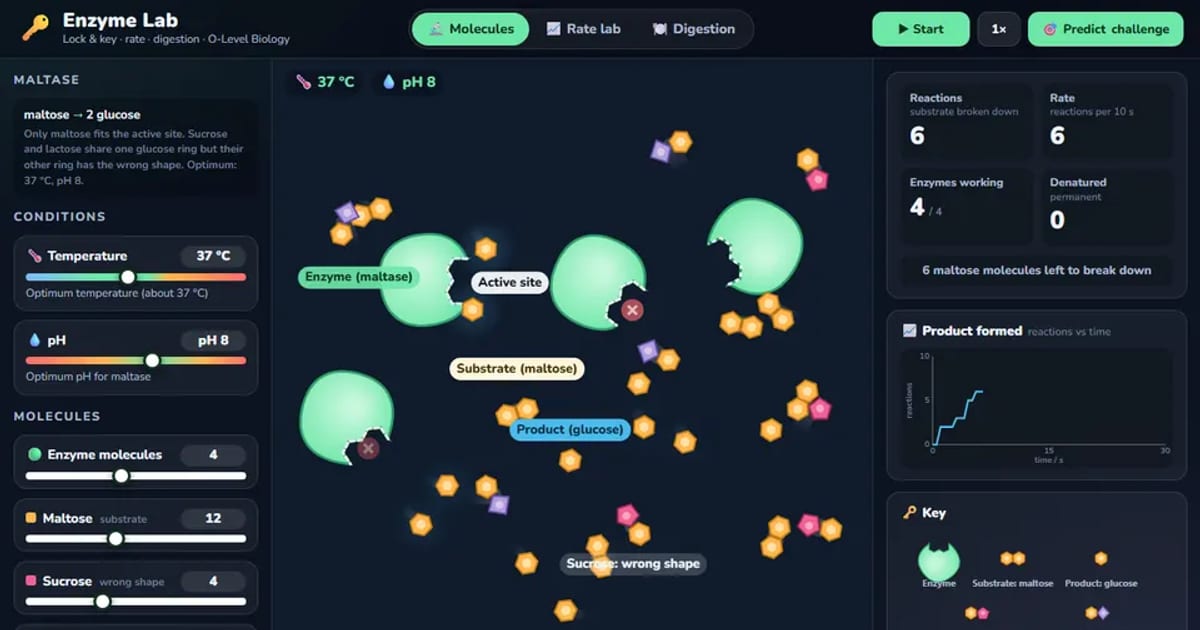 Enzyme Lab
Lock & key · rate · digestion · O-Level Biology
Molecules
Rate lab
Digestion
Start
1×
Predict challenge
MALTASE
maltose → 2 glucose
Only maltose fits the active site. Sucrose
and lactose share one glucose ring but their
other ring has the wrong shape. Optimum:
37 °C, pH 8.
CONDITIONS
Temperature
37 °C
Optimum temperature (about 37 °C)
pH
pH 8
Optimum pH for maltase
MOLECULES
Enzyme molecules
4
Maltose substrate
12
Sucrose wrong shape
4
37 °C
pH 8
Enzyme (maltase)
Active site
Substrate (maltose)
Product (glucose)
Sucrose: wrong shape
Reactions
substrate broken down
6
Rate
reactions per 10 s
6
Enzymes working
4 / 4
Denatured
permanent
0
6 maltose molecules left to break down
Product formed reactions vs time
10
5
0
reactions
0
15
30
time / s
Key
Enzyme
Substrate: maltose
Product: glucose